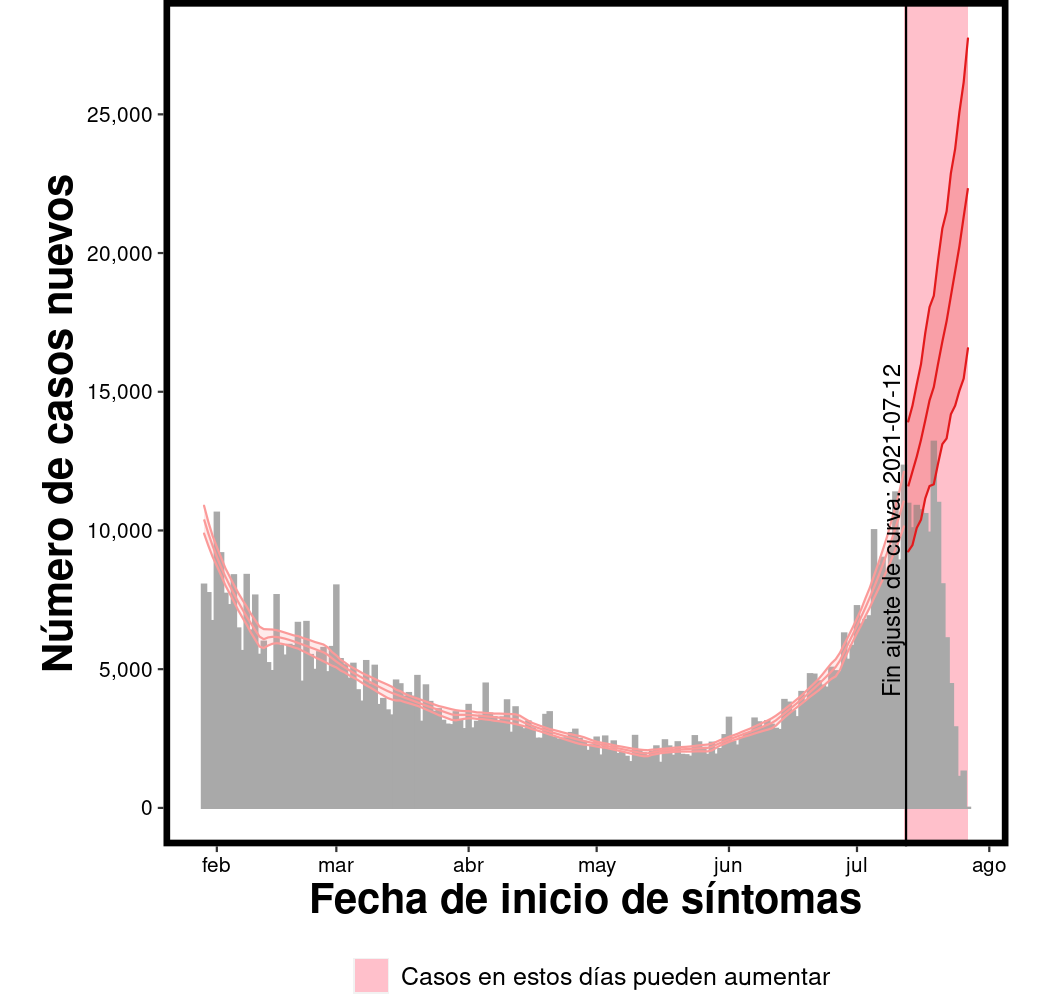 Número de casos nuevos
25,000
20,000
15,000
10,000
5,000
0
Fin ajuste de curva: 2021-07-12
feb mar abr may jun jul ago
Fecha de inicio de síntomas
Casos en estos días pueden aumentar